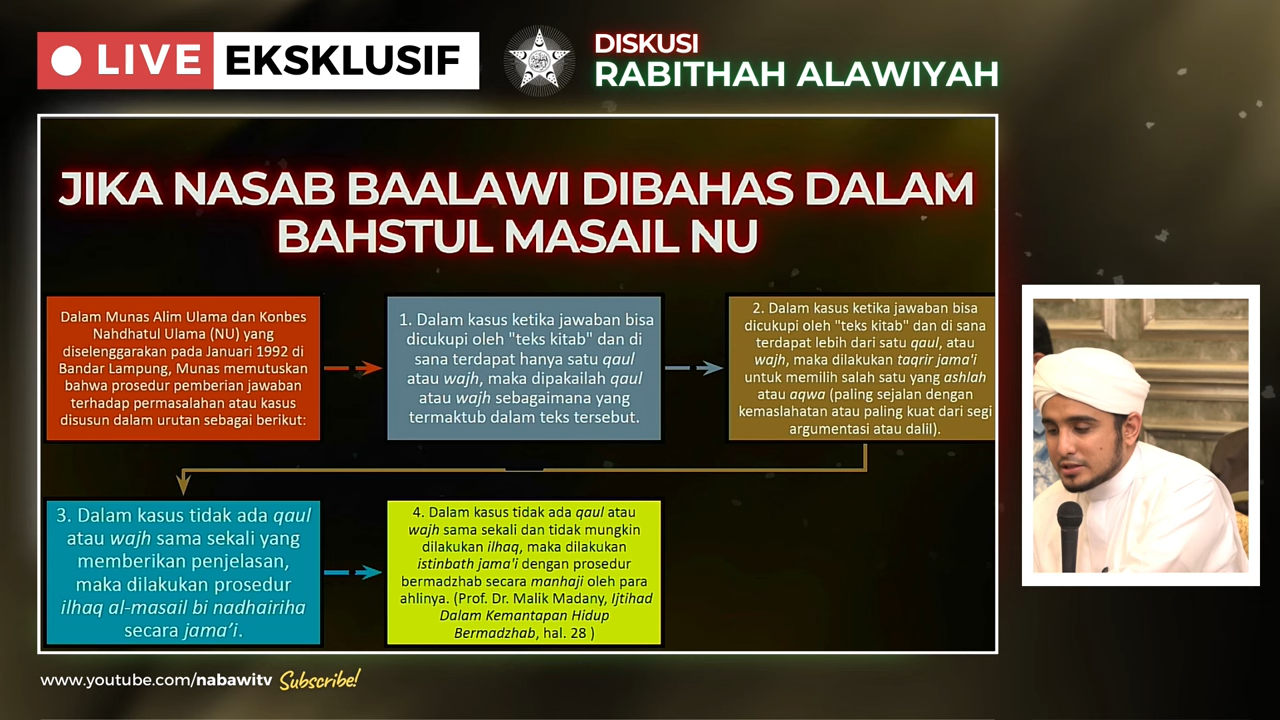 LIVE EKSKLUSIF
DISKUSI
RABITHAH ALAWIYAH
JIKA NASAB BAALAWI DIBAHAS DALAM
BAHSTUL MASAIL NU
Dalam Munas Alim Ulama dan Konbes
Nahdhatul Ulama (NU) yang
diselenggarakan pada Januari 1992 di
Bandar Lampung, Munas memutuskan
bahwa prosedur pemberian jawaban
terhadap permasalahan atau kasus
disusun dalam urutan sebagai berikut:
1. Dalam kasus ketika jawaban bisa
dicukupi oleh "teks kitab" dan di
sana terdapat hanya satu qaul
atau wajh, maka dipakailah qaul
atau wajh sebagaimana yang
termaktub dalam teks tersebut.
2. Dalam kasus ketika jawaban bisa
dicukupi oleh "teks kitab" dan di sana
terdapat lebih dari satu qaul, atau
wajh, maka dilakukan taqrir jama'i
untuk memilih salah satu yang ashlah
atau aqwa (paling sejalan dengan
kemaslahatan atau paling kuat dari segi
argumentasi atau dalil).
3. Dalam kasus tidak ada qaul
atau wajh sama sekali yang
memberikan penjelasan,
maka dilakukan prosedur
ilhaq al-masail bi nadhairiha
secara jama’i.
4. Dalam kasus tidak ada qaul atau
wajh sama sekali dan tidak mungkin
dilakukan ilhaq, maka dilakukan
istinbath jama'i dengan prosedur
bermadzhab secara manhaji oleh para
ahlinya. (Prof. Dr. Malik Madany, Ijtihad
Dalam Kemantapan Hidup
Bermadzhab, hal. 28 )
www.youtube.com/nabawitv Subscribe!